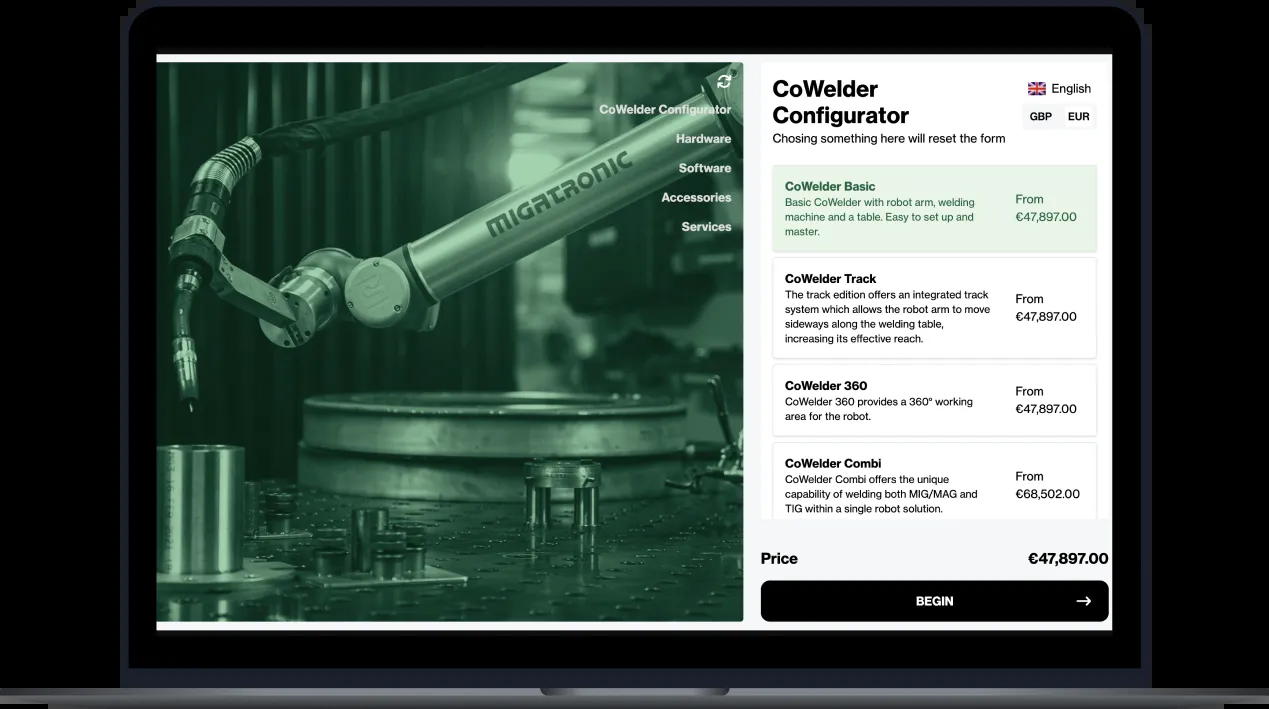 CoWelder Configurator
Hardware
Software
Accessories
Services
MIGATRONIC
CoWelder
Configurator
Chosing something here will reset the form
English
GBP EUR
CoWelder Basic
Basic CoWelder with robot arm, welding
machine and a table. Easy to set up and
master.
From
€47,897.00
CoWelder Track
The track edition offers an integrated track
system which allows the robot arm to move
sideways along the welding table,
increasing its effective reach.
From
€47,897.00
CoWelder 360
CoWelder 360 provides a 360° working
area for the robot.
From
€47,897.00
CoWelder Combi
CoWelder Combi offers the unique
capability of welding both MIG/MAG and
TIG within a single robot solution.
From
€68,502.00
Price
€47,897.00
BEGIN